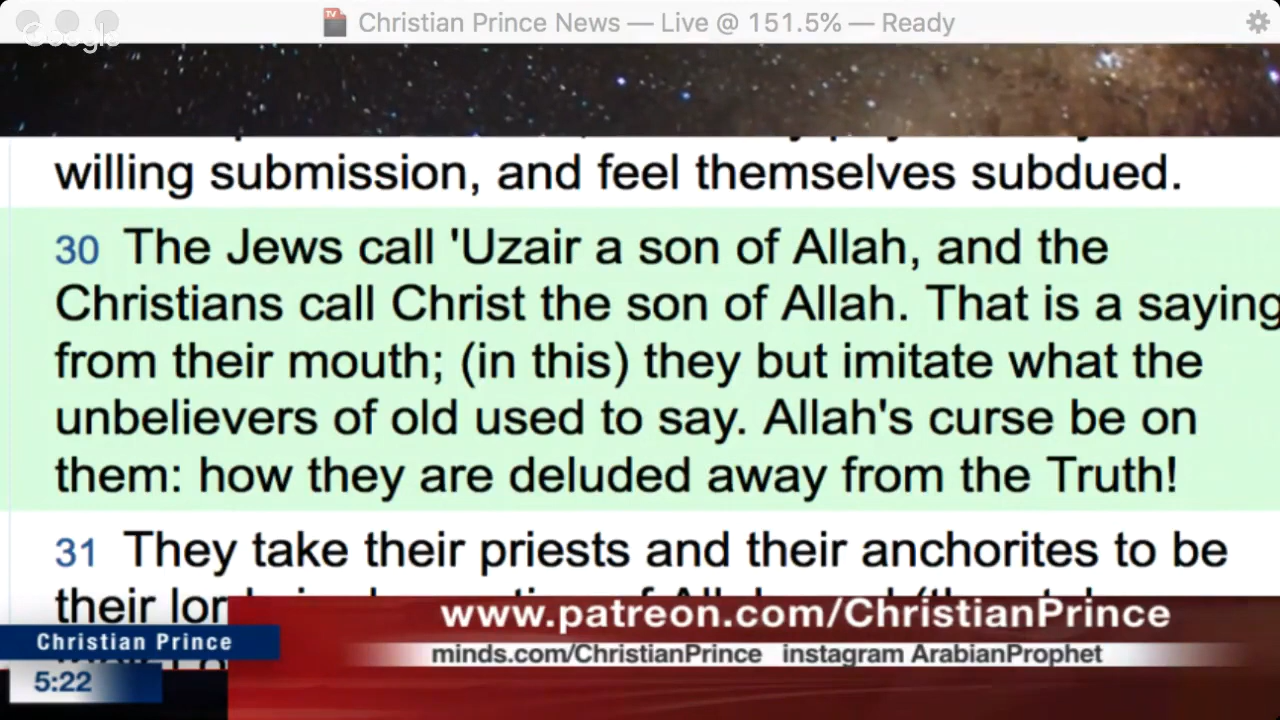 Christian Prince News — Live @ 151.5% — Ready
Google
willing submission, and feel themselves subdued.
30 The Jews call 'Uzair a son of Allah, and the
Christians call Christ the son of Allah. That is a saying
from their mouth; (in this) they but imitate what the
unbelievers of old used to say. Allah's curse be on
them: how they are deluded away from the Truth!
31 They take their priests and their anchorites to be
their
www.patreon.com/ChristianPrince
Christian Prince
minds.com/ChristianPrince instagram ArabianProphet
5:22